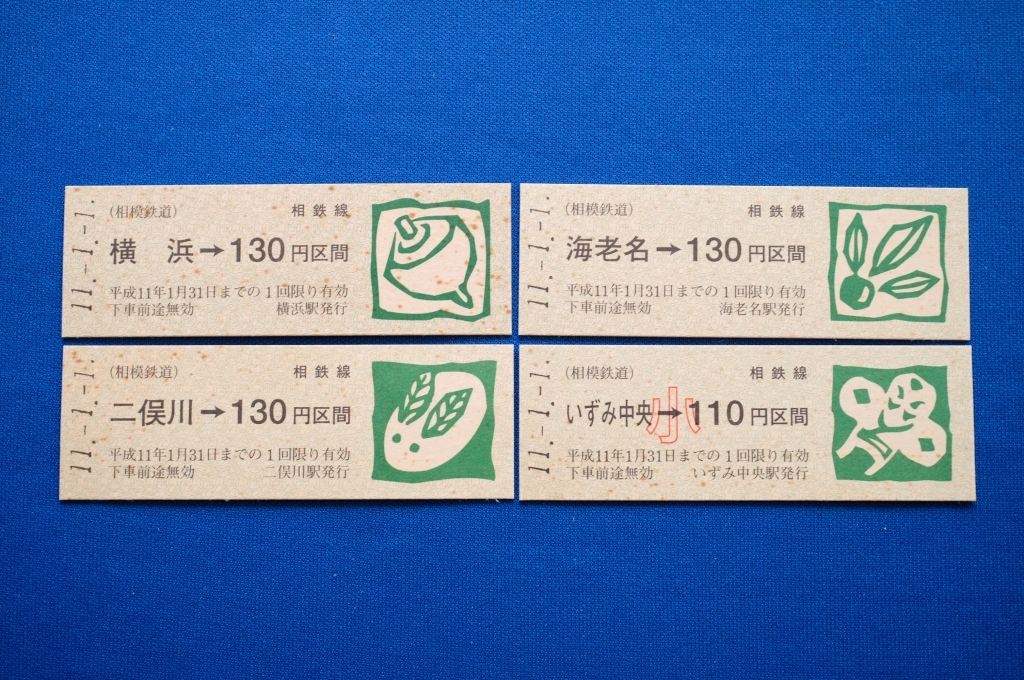 11.-1.-1.
（相模鉄道） 相鉄線
横 浜→130円区間
平成11年1月31日までの1回限り有効
下車前途無効 横浜駅発行
11.-1.-1.
（相模鉄道） 相鉄線
海老名→130円区間
平成11年1月31日までの1回限り有効
下車前途無効 海老名駅発行
11.-1.-1.
（相模鉄道） 相鉄線
二俣川→130円区間
平成11年1月31日までの1回限り有効
下車前途無効 二俣川駅発行
11.-1.-1.
（相模鉄道） 相鉄線
いずみ中央→110円区間
小
平成11年1月31日までの1回限り有効
下車前途無効 いずみ中央駅発行